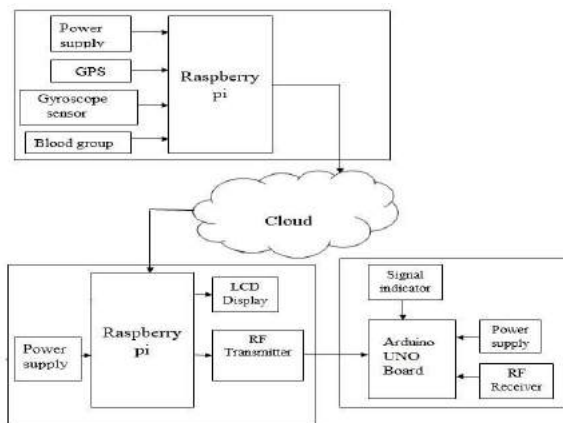 Power
supply
GPS
Gyroscope
sensor
Blood group
Raspberry
pi
Cloud
Power
supply
Raspberry
pi
LCD
Display
RF
Transmitter
Signal
indicator
Arduino
UNO
Board
Power
supply
RF
Receiver